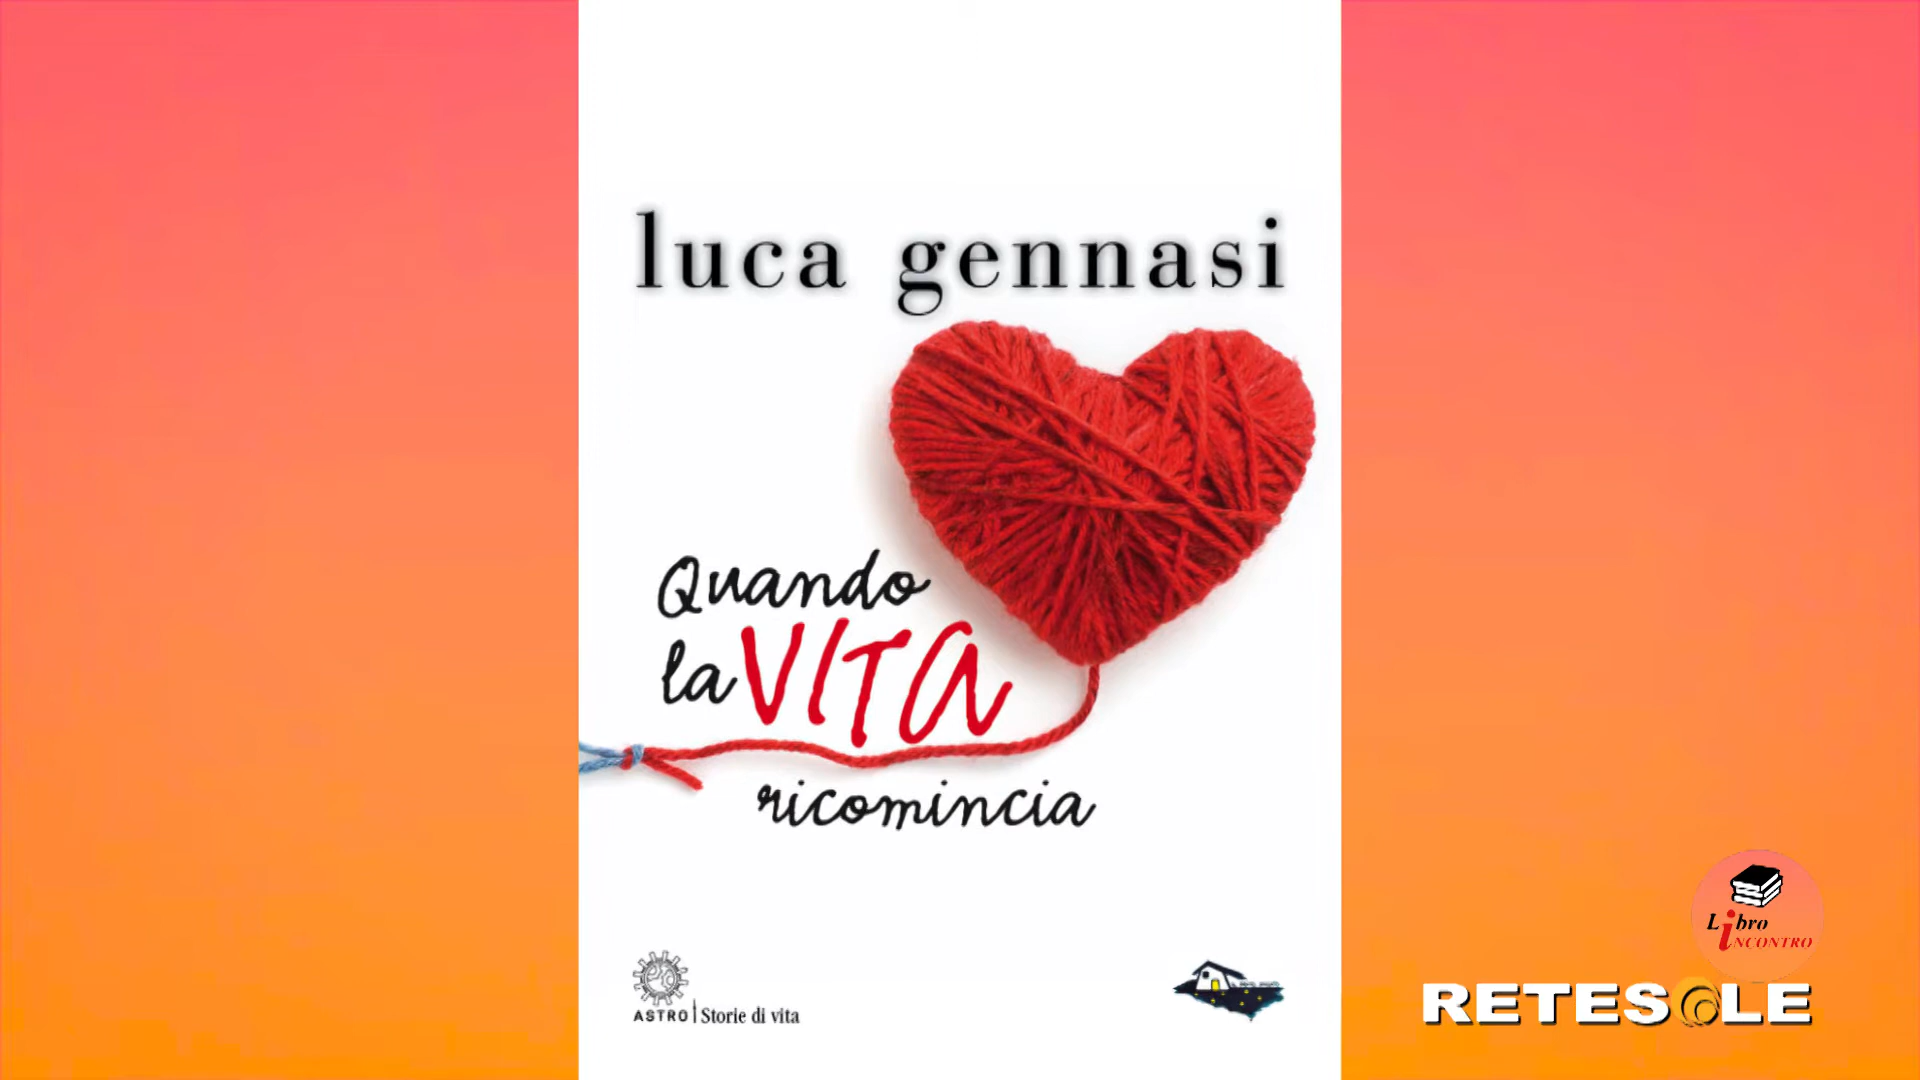 luca gennasi
Quando
la VITA
ricomincia
ASTRO | Storie di vita
Libro
iNCONTRO
RETESOLE